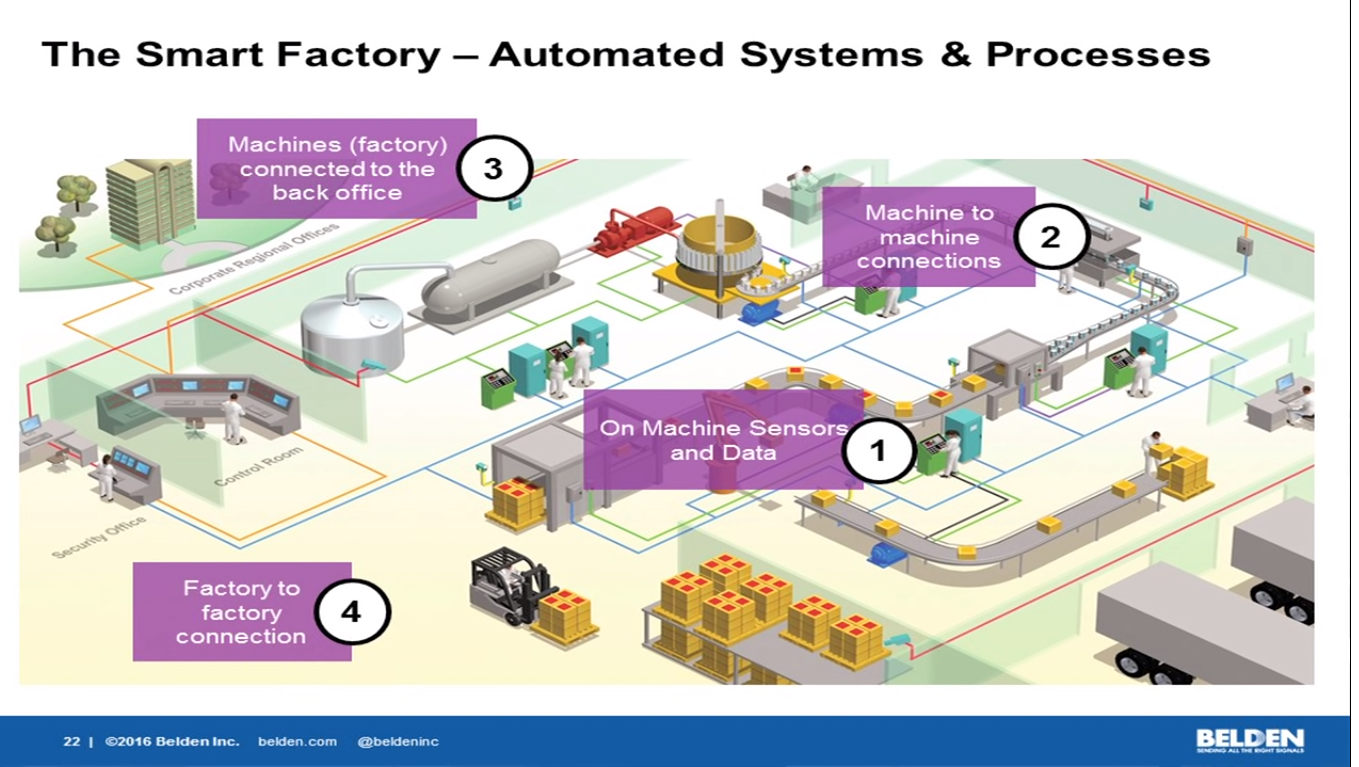 The Smart Factory – Automated Systems & Processes
Machines (factory)
connected to the
back office
3
Machine to
machine
connections
2
Corporate Regional Offices
On Machine Sensors
and Data
1
Control Room
Security Office
Factory to
factory
connection
4
22 | ©2016 Belden Inc. belden.com @beldeninc
BELDEN
SENDING ALL THE RIGHT SIGNALS